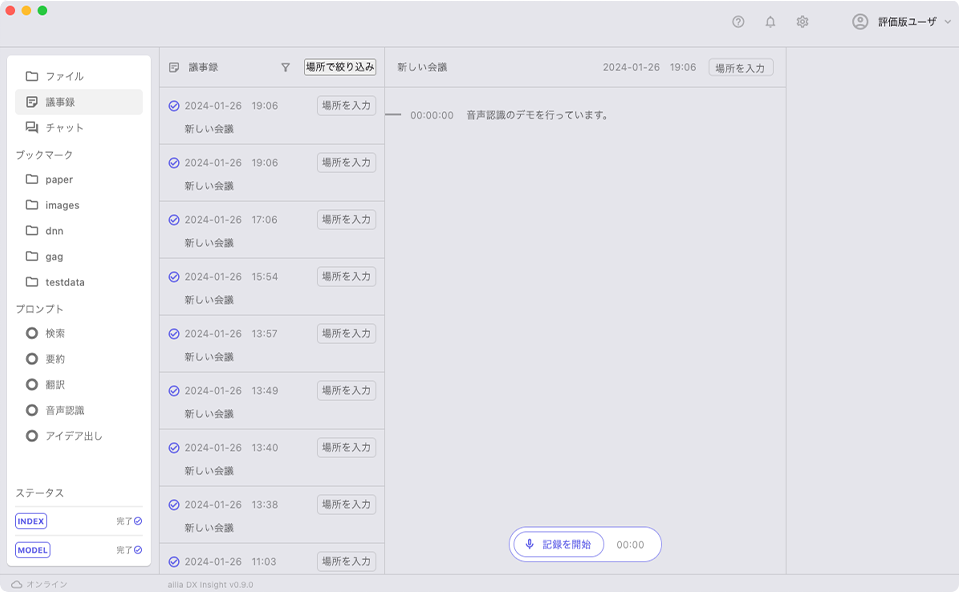 評価版ユーザ
ファイル
議事録
チャット
ブックマーク
paper
images
dnn
gag
testdata
プロンプト
検索
要約
翻訳
音声認識
アイデア出し
ステータス
INDEX 完了
MODEL 完了
議事録 場所で絞り込み
2024-01-26 19:06 場所を入力
新しい会議
2024-01-26 19:06 場所を入力
新しい会議
2024-01-26 17:06 場所を入力
新しい会議
2024-01-26 15:54 場所を入力
新しい会議
2024-01-26 13:57 場所を入力
新しい会議
2024-01-26 13:49 場所を入力
新しい会議
2024-01-26 13:40 場所を入力
新しい会議
2024-01-26 13:38 場所を入力
新しい会議
2024-01-26 11:03 場所を入力
新しい会議 2024-01-26 19:06 場所を入力
00:00:00 音声認識のデモを行っています。
記録を開始 00:00
オンライン ailia DX Insight v0.9.0